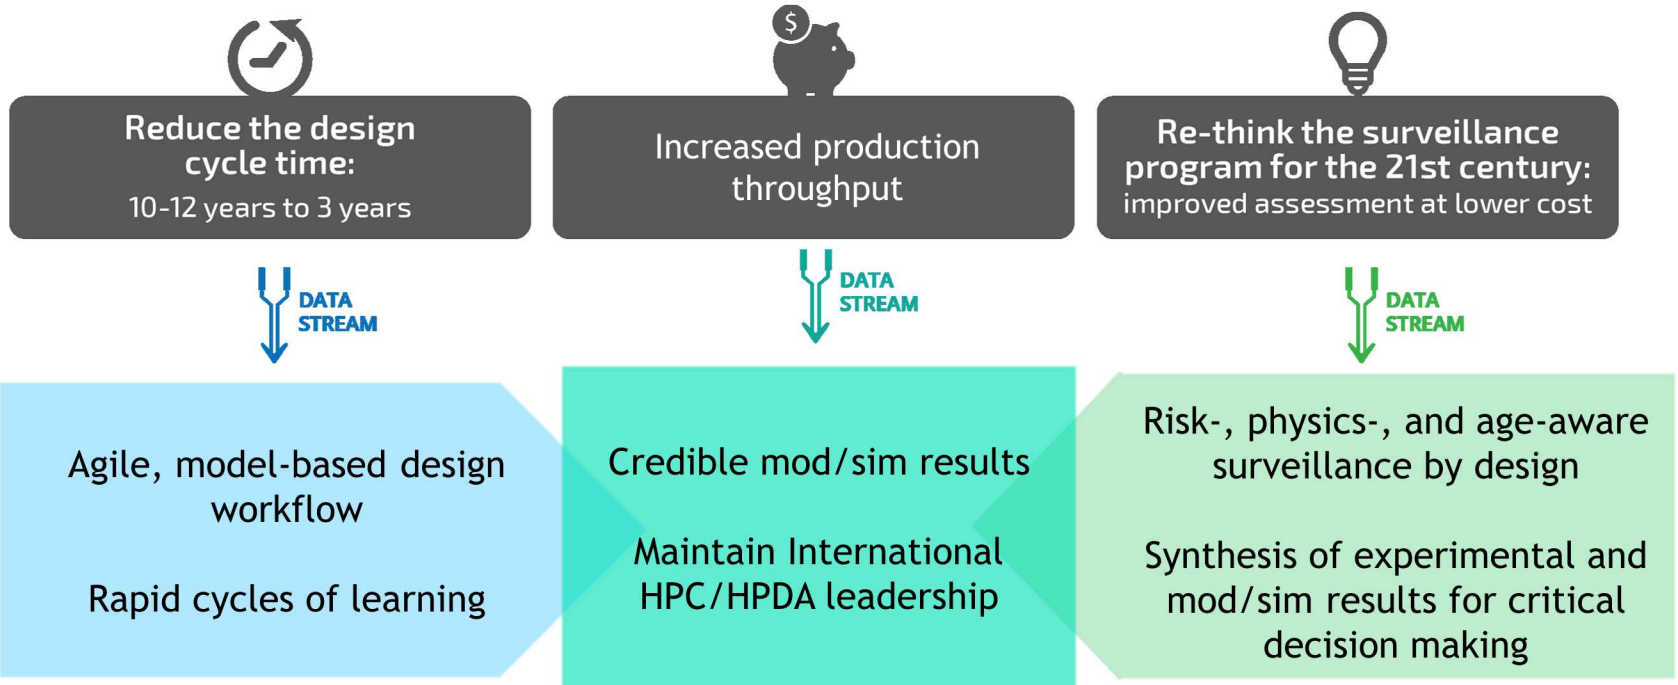 Reduce the design
cycle time:
10-12 years to 3 years
$
Increased production
throughput
Re-think the surveillance
program for the 21st century:
improved assessment at lower cost
DATA
STREAM
DATA
STREAM
DATA
STREAM
Agile, model-based design
workflow
Rapid cycles of learning
Credible mod/sim results
Maintain International
HPC/HPDA leadership
Risk-, physics-, and age-aware
surveillance by design
Synthesis of experimental and
mod/sim results for critical
decision making